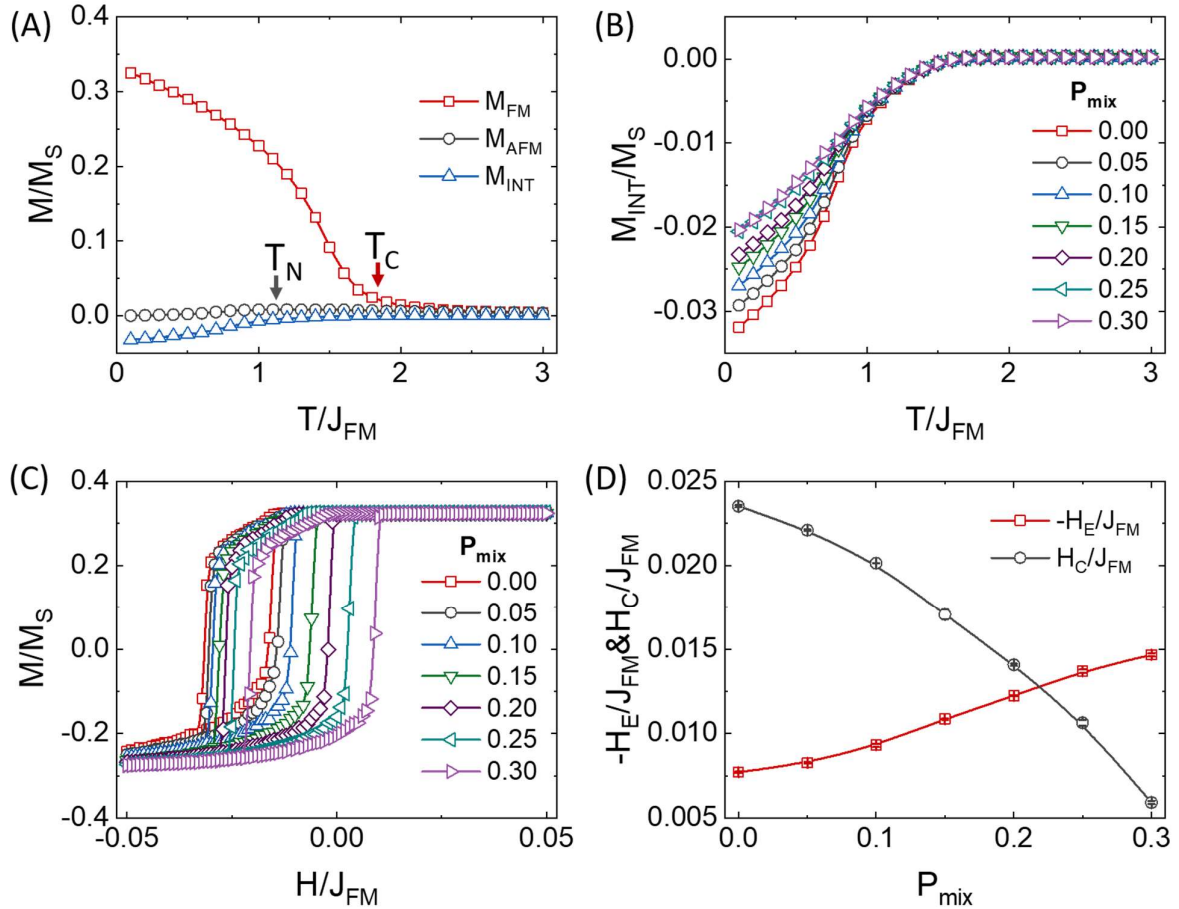 (A)
M/M_S
0.4
0.3
0.2
0.1
0.0
M_FM
M_AFM
M_INT
T_N
T_C
0
1
2
3
T/J_FM
(B)
M_INT/M_S
0.00
-0.01
-0.02
-0.03
P_mix
0.00
0.05
0.10
0.15
0.20
0.25
0.30
0
1
2
3
T/J_FM
(C)
M/M_S
0.4
0.2
0.0
-0.2
-0.4
P_mix
0.00
0.05
0.10
0.15
0.20
0.25
0.30
-0.05
0.00
0.05
H/J_FM
(D)
-H_E/J_FM&H_C/J_FM
0.025
0.020
0.015
0.010
0.005
-H_E/J_FM
H_C/J_FM
0.0
0.1
0.2
0.3
P_mix